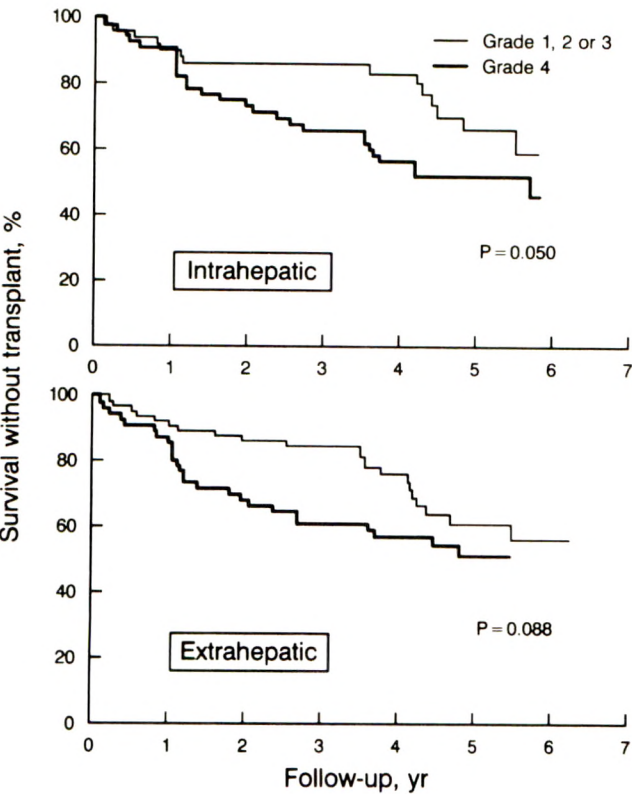 Survival without transplant, %
100
80
60
40
20
0
Grade 1, 2 or 3
Grade 4
P = 0.050
Intrahepatic
0 1 2 3 4 5 6 7
100
80
60
40
20
0
P = 0.088
Extrahepatic
0 1 2 3 4 5 6 7
Follow-up, yr